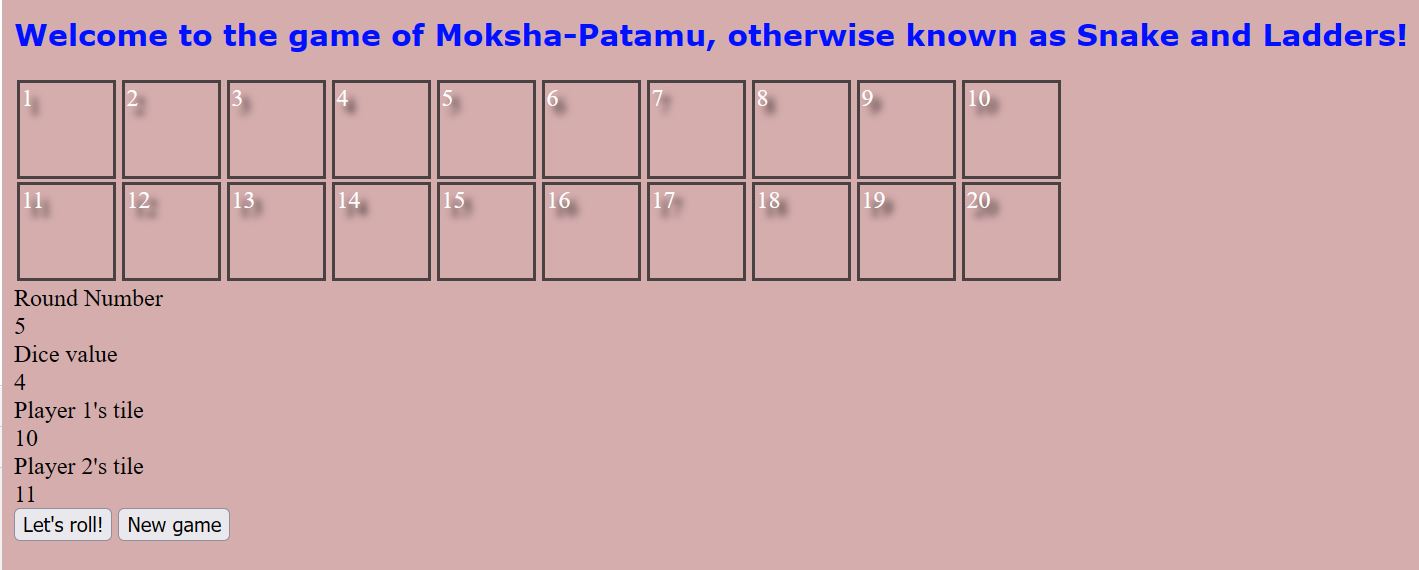 Welcome to the game of Moksha-Patamu, otherwise known as Snake and Ladders!
1 2 3 4 5 6 7 8 9 10
11 12 13 14 15 16 17 18 19 20
Round Number
5
Dice value
4
Player 1's tile
10
Player 2's tile
11
Let's roll! New game